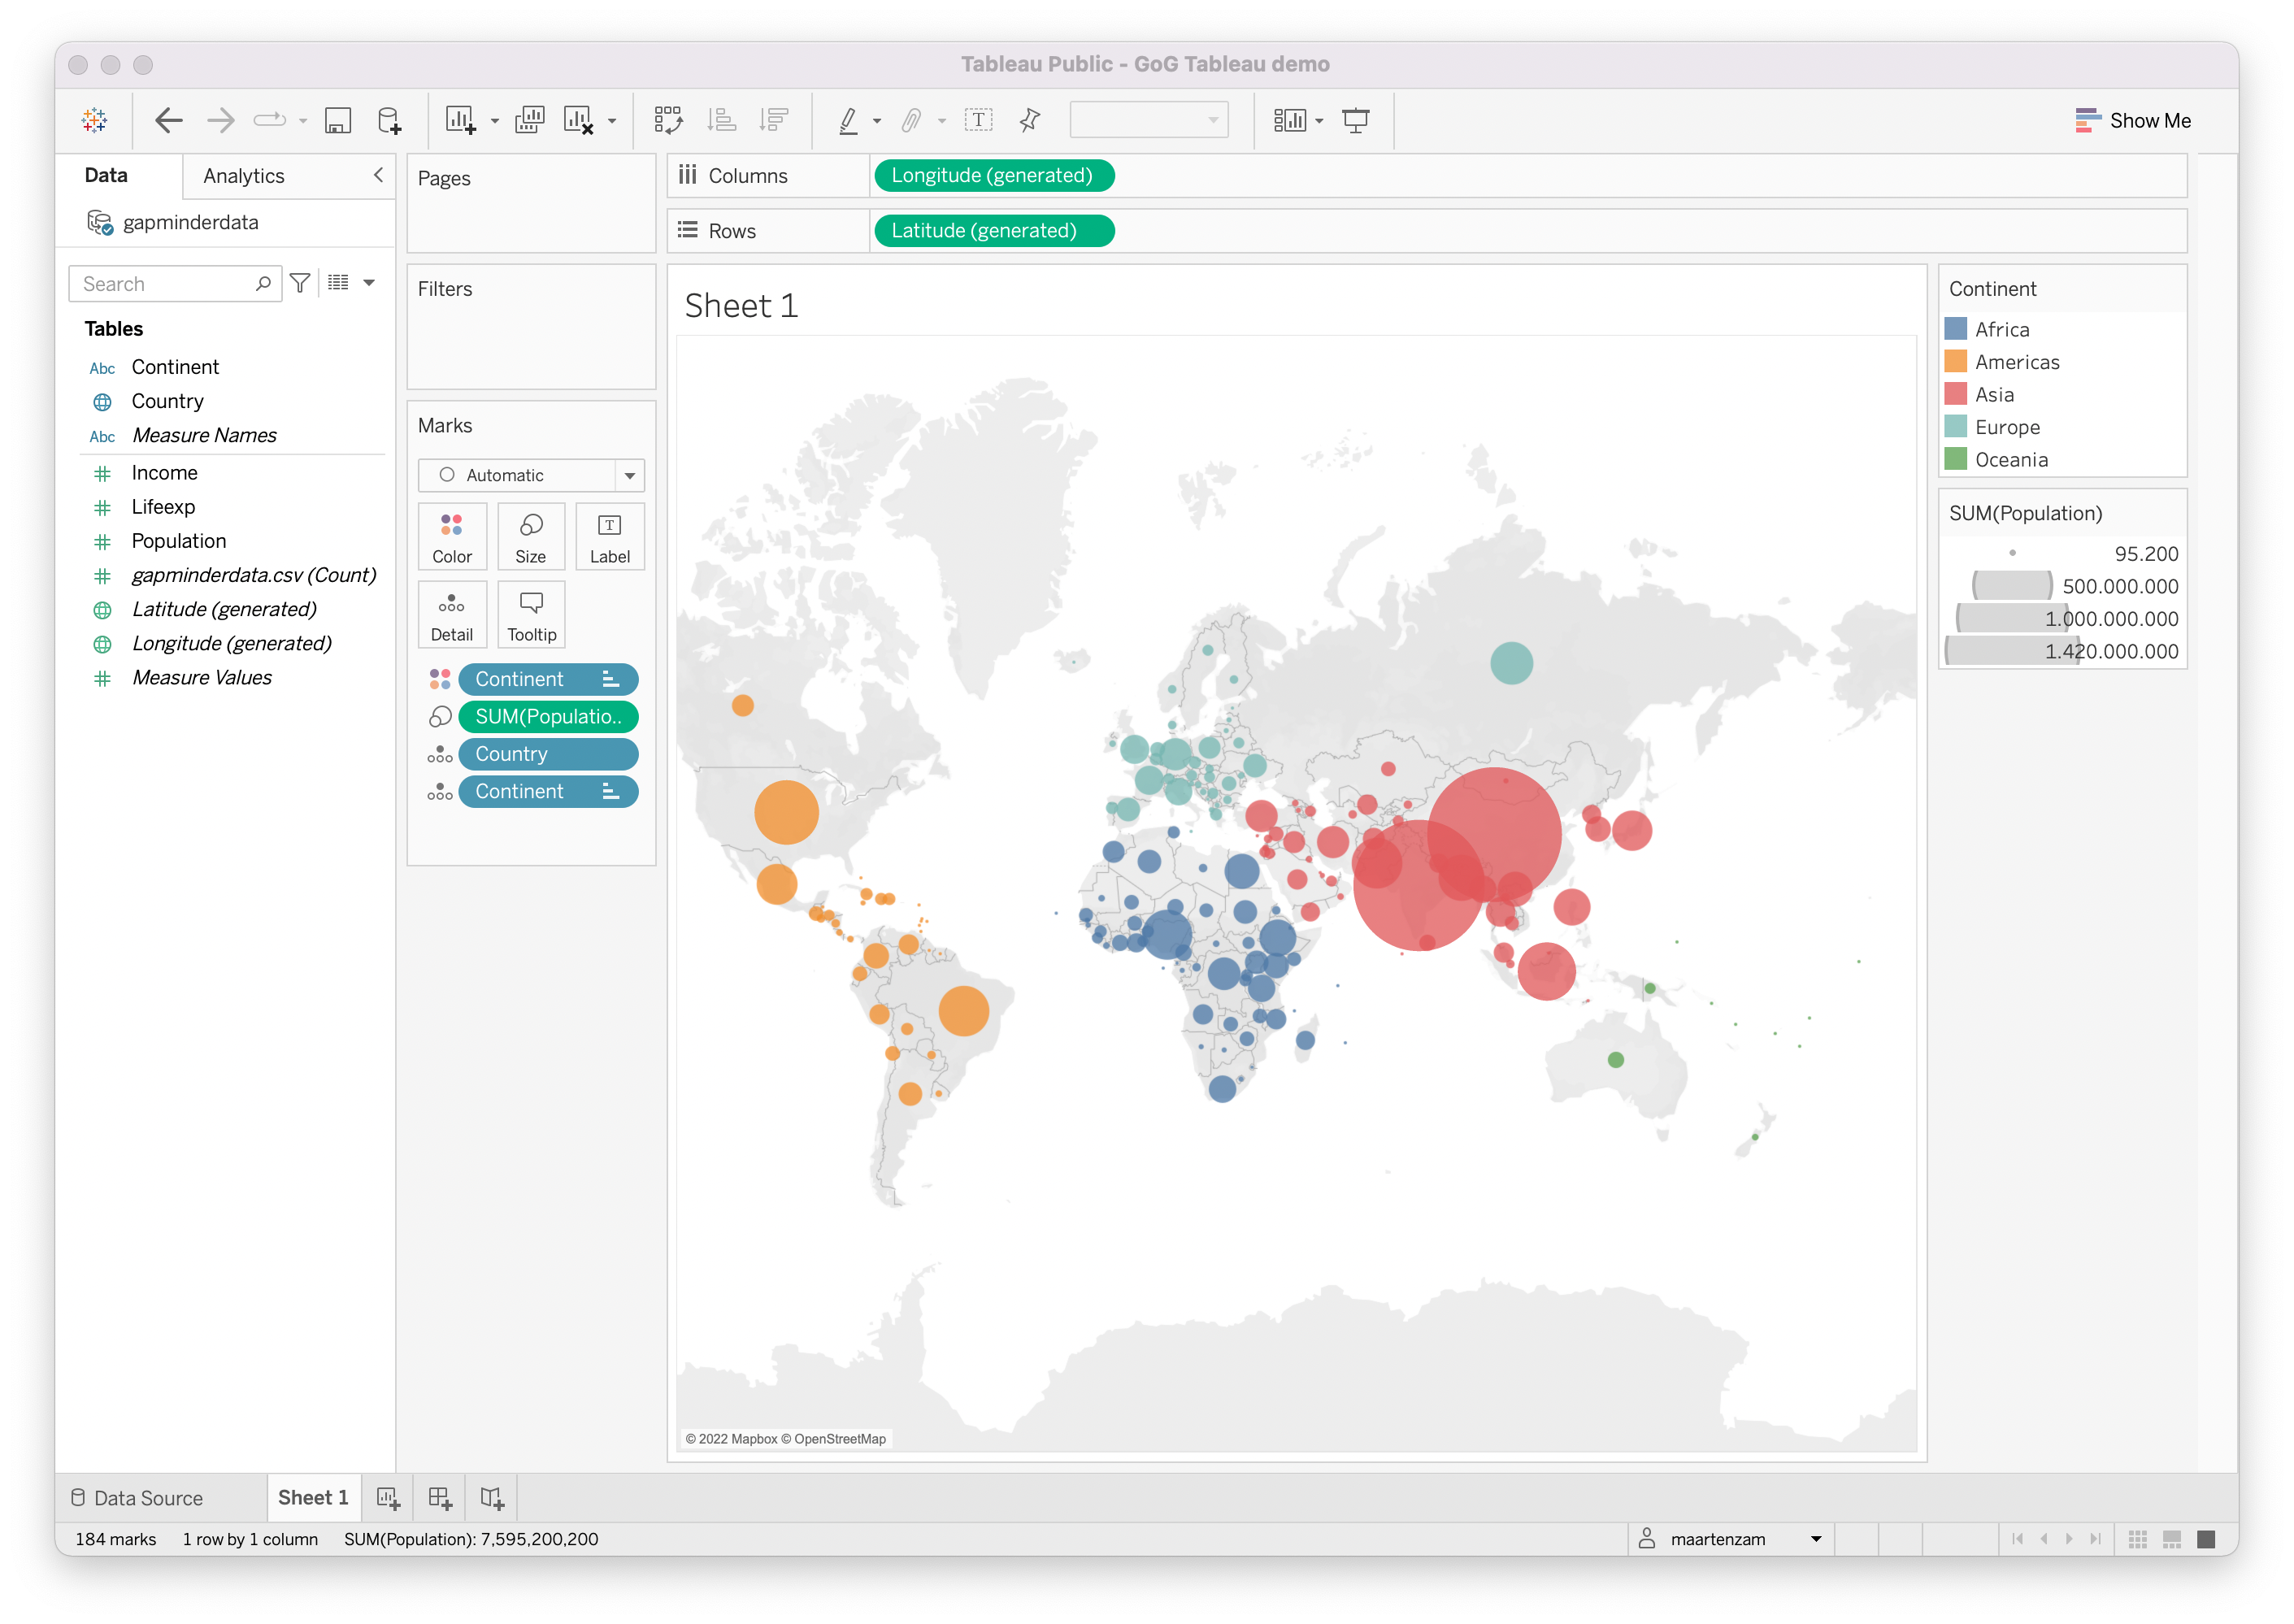 Tableau Public - GoG Tableau demo
Show Me
Data
Analytics
gapminderdata
Search
Tables
Abc Continent
Country
Abc Measure Names
Income
Lifeexp
Population
gapminderdata.csv (Count)
Latitude (generated)
Longitude (generated)
Measure Values
Pages
Filters
Marks
Automatic
Color
Size
T
Label
Detail
Tooltip
Continent
SUM(Populatio..
Country
Continent
Columns
Longitude (generated)
Rows
Latitude (generated)
Sheet 1
© 2022 Mapbox © OpenStreetMap
Continent
Africa
Americas
Asia
Europe
Oceania
SUM(Population)
95.200
500.000.000
1.000.000.000
1.420.000.000
Data Source
Sheet 1
184 marks
1 row by 1 column
SUM(Population): 7,595,200,200
maartenzam